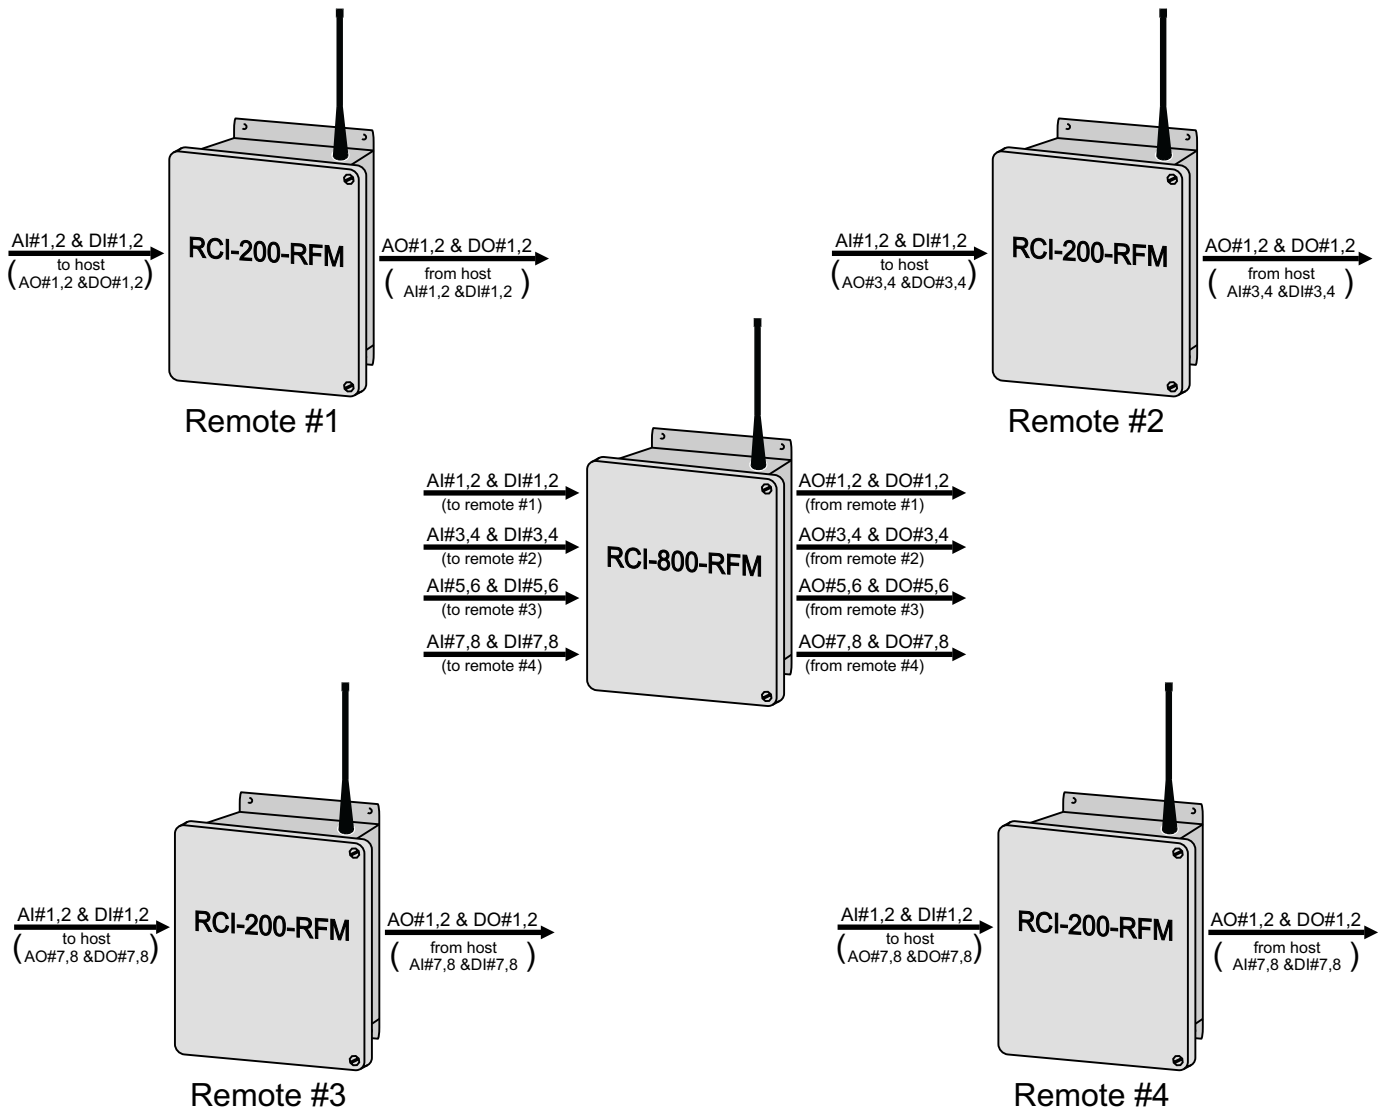 AI#1,2 & DI#1,2
to host
(AO#1,2 &DO#1,2)
RCI-200-RFM
AO#1,2 & DO#1,2
from host
( AI#1,2 &DI#1,2 )
Remote #1
AI#1,2 & DI#1,2
to host
(AO#3,4 &DO#3,4)
RCI-200-RFM
AO#1,2 & DO#1,2
from host
( AI#3,4 &DI#3,4 )
Remote #2
AI#1,2 & DI#1,2
(to remote #1)
AI#3,4 & DI#3,4
(to remote #2)
AI#5,6 & DI#5,6
(to remote #3)
AI#7,8 & DI#7,8
(to remote #4)
RCI-800-RFM
AO#1,2 & DO#1,2
(from remote #1)
AO#3,4 & DO#3,4
(from remote #2)
AO#5,6 & DO#5,6
(from remote #3)
AO#7,8 & DO#7,8
(from remote #4)
AI#1,2 & DI#1,2
to host
(AO#7,8 &DO#7,8)
RCI-200-RFM
AO#1,2 & DO#1,2
from host
( AI#7,8 &DI#7,8 )
Remote #3
AI#1,2 & DI#1,2
to host
(AO#7,8 &DO#7,8)
RCI-200-RFM
AO#1,2 & DO#1,2
from host
( AI#7,8 &DI#7,8 )
Remote #4